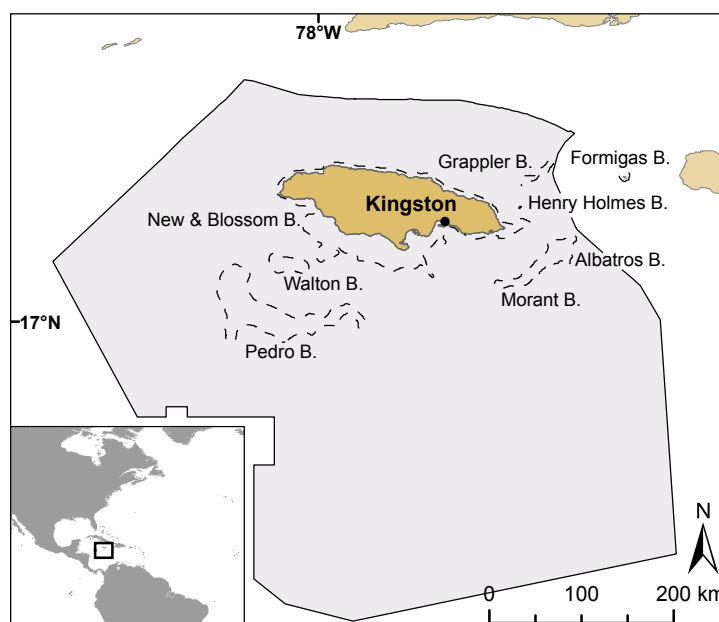 78°W
Grappler B.
Formigas B.
Kingston
Henry Holmes B.
New & Blossom B.
Albatros B.
Walton B.
Morant B.
17°N
Pedro B.
N
0 100 200 km